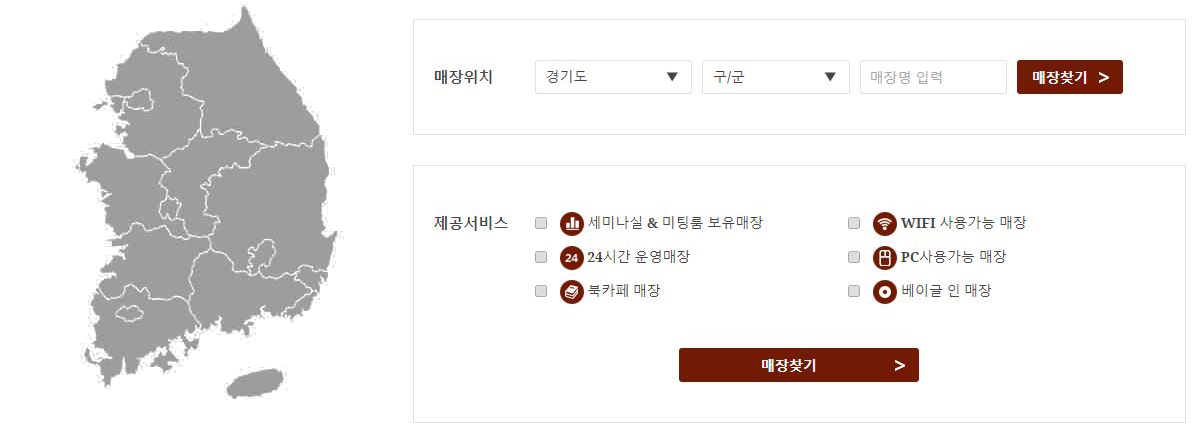 매장위치 경기도 구/군 매장명 입력 매장찾기 >
제공서비스 세미나실 & 미팅룸 보유매장 WIFI 사용가능 매장
24 24시간 운영매장 PC사용가능 매장
북카페 매장 베이글 인 매장
매장찾기 >